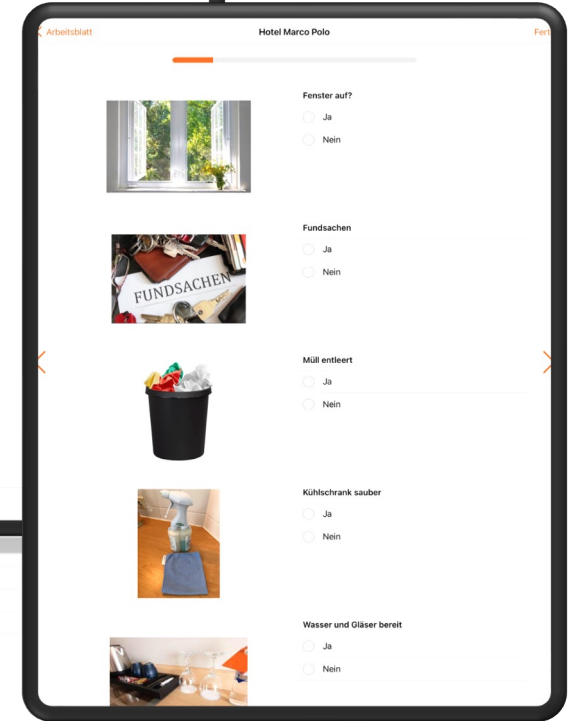 Arbeitsblatt
Hotel Marco Polo
Fert
Fenster auf?
Ja
Nein
FUNDSACHEN
Fundsachen
Ja
Nein
Müll entleert
Ja
Nein
Kühlschrank sauber
Ja
Nein
Wasser und Gläser bereit
Ja
Nein